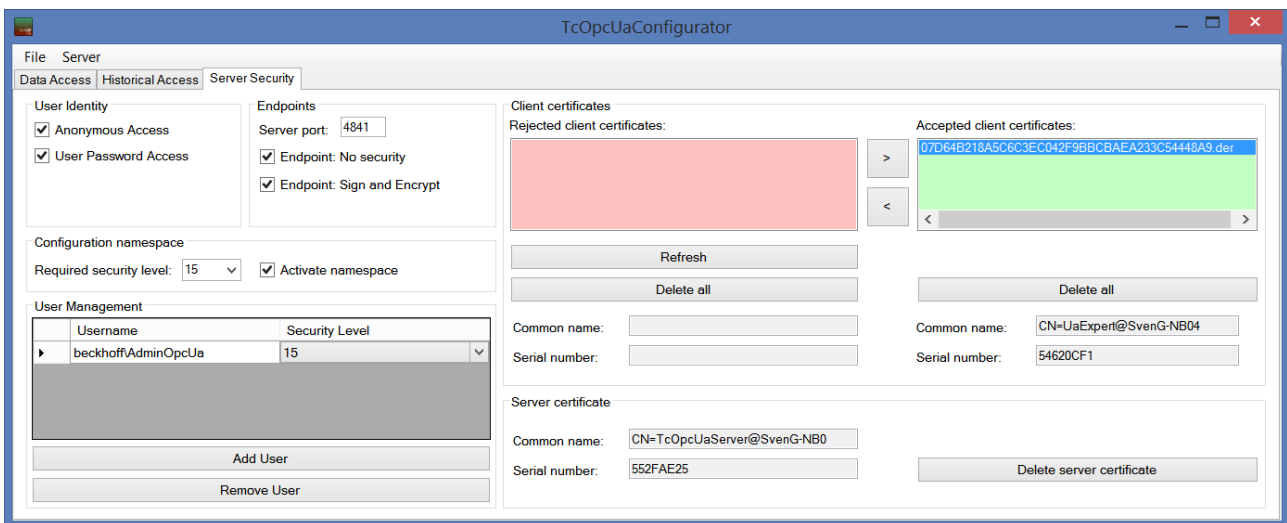 TcOpcUaConfigurator
File Server
Data Access Historical Access Server Security
User Identity
Anonymous Access
User Password Access
Endpoints
Server port: 4841
Endpoint: No security
Endpoint: Sign and Encrypt
Configuration namespace
Required security level: 15 Activate namespace
User Management
Username Security Level
beckhoff\AdminOpcUa 15
Add User
Remove User
Client certificates
Rejected client certificates:
>
<
Accepted client certificates:
07D64B218A5C6C3EC042F9BBCBAEA233C54448A9.der
Refresh
Delete all
Common name:
Serial number:
Delete all
Common name: CN=UaExpert@SvenG-NB04
Serial number: 54620CF1
Server certificate
Common name: CN=TcOpcUaServer@SvenG-NB0
Serial number: 552FAE25
Delete server certificate